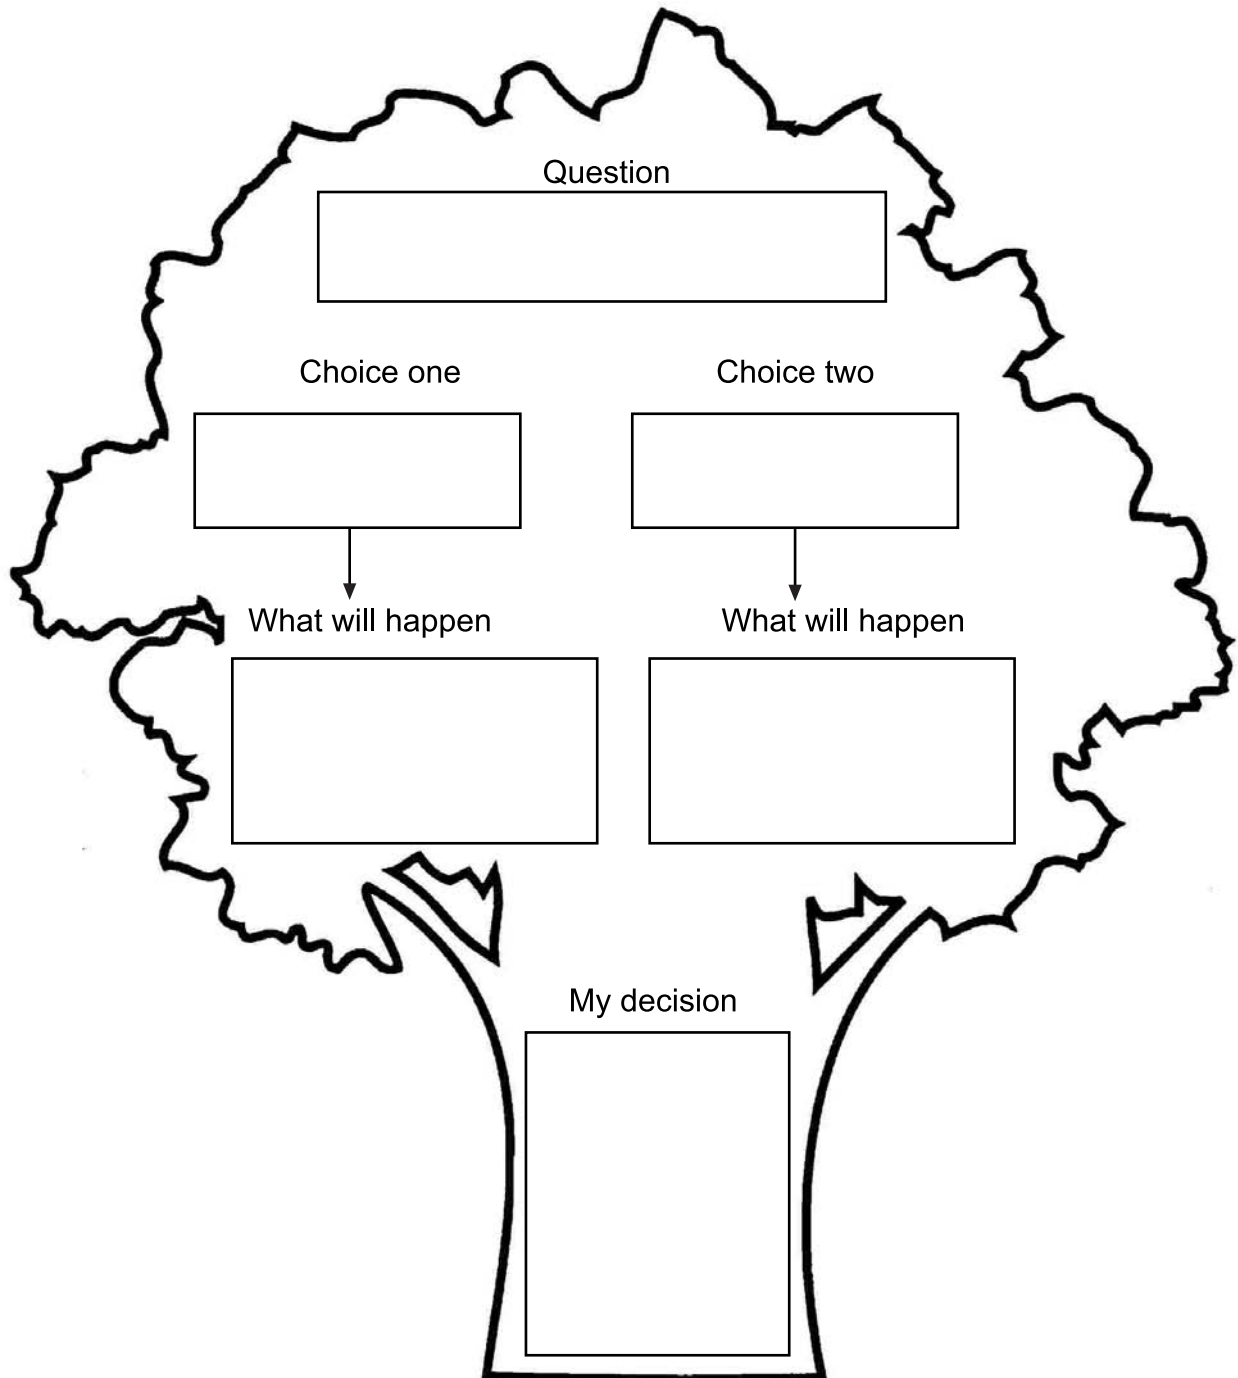 Question
Choice one
Choice two
What will happen
What will happen
My decision